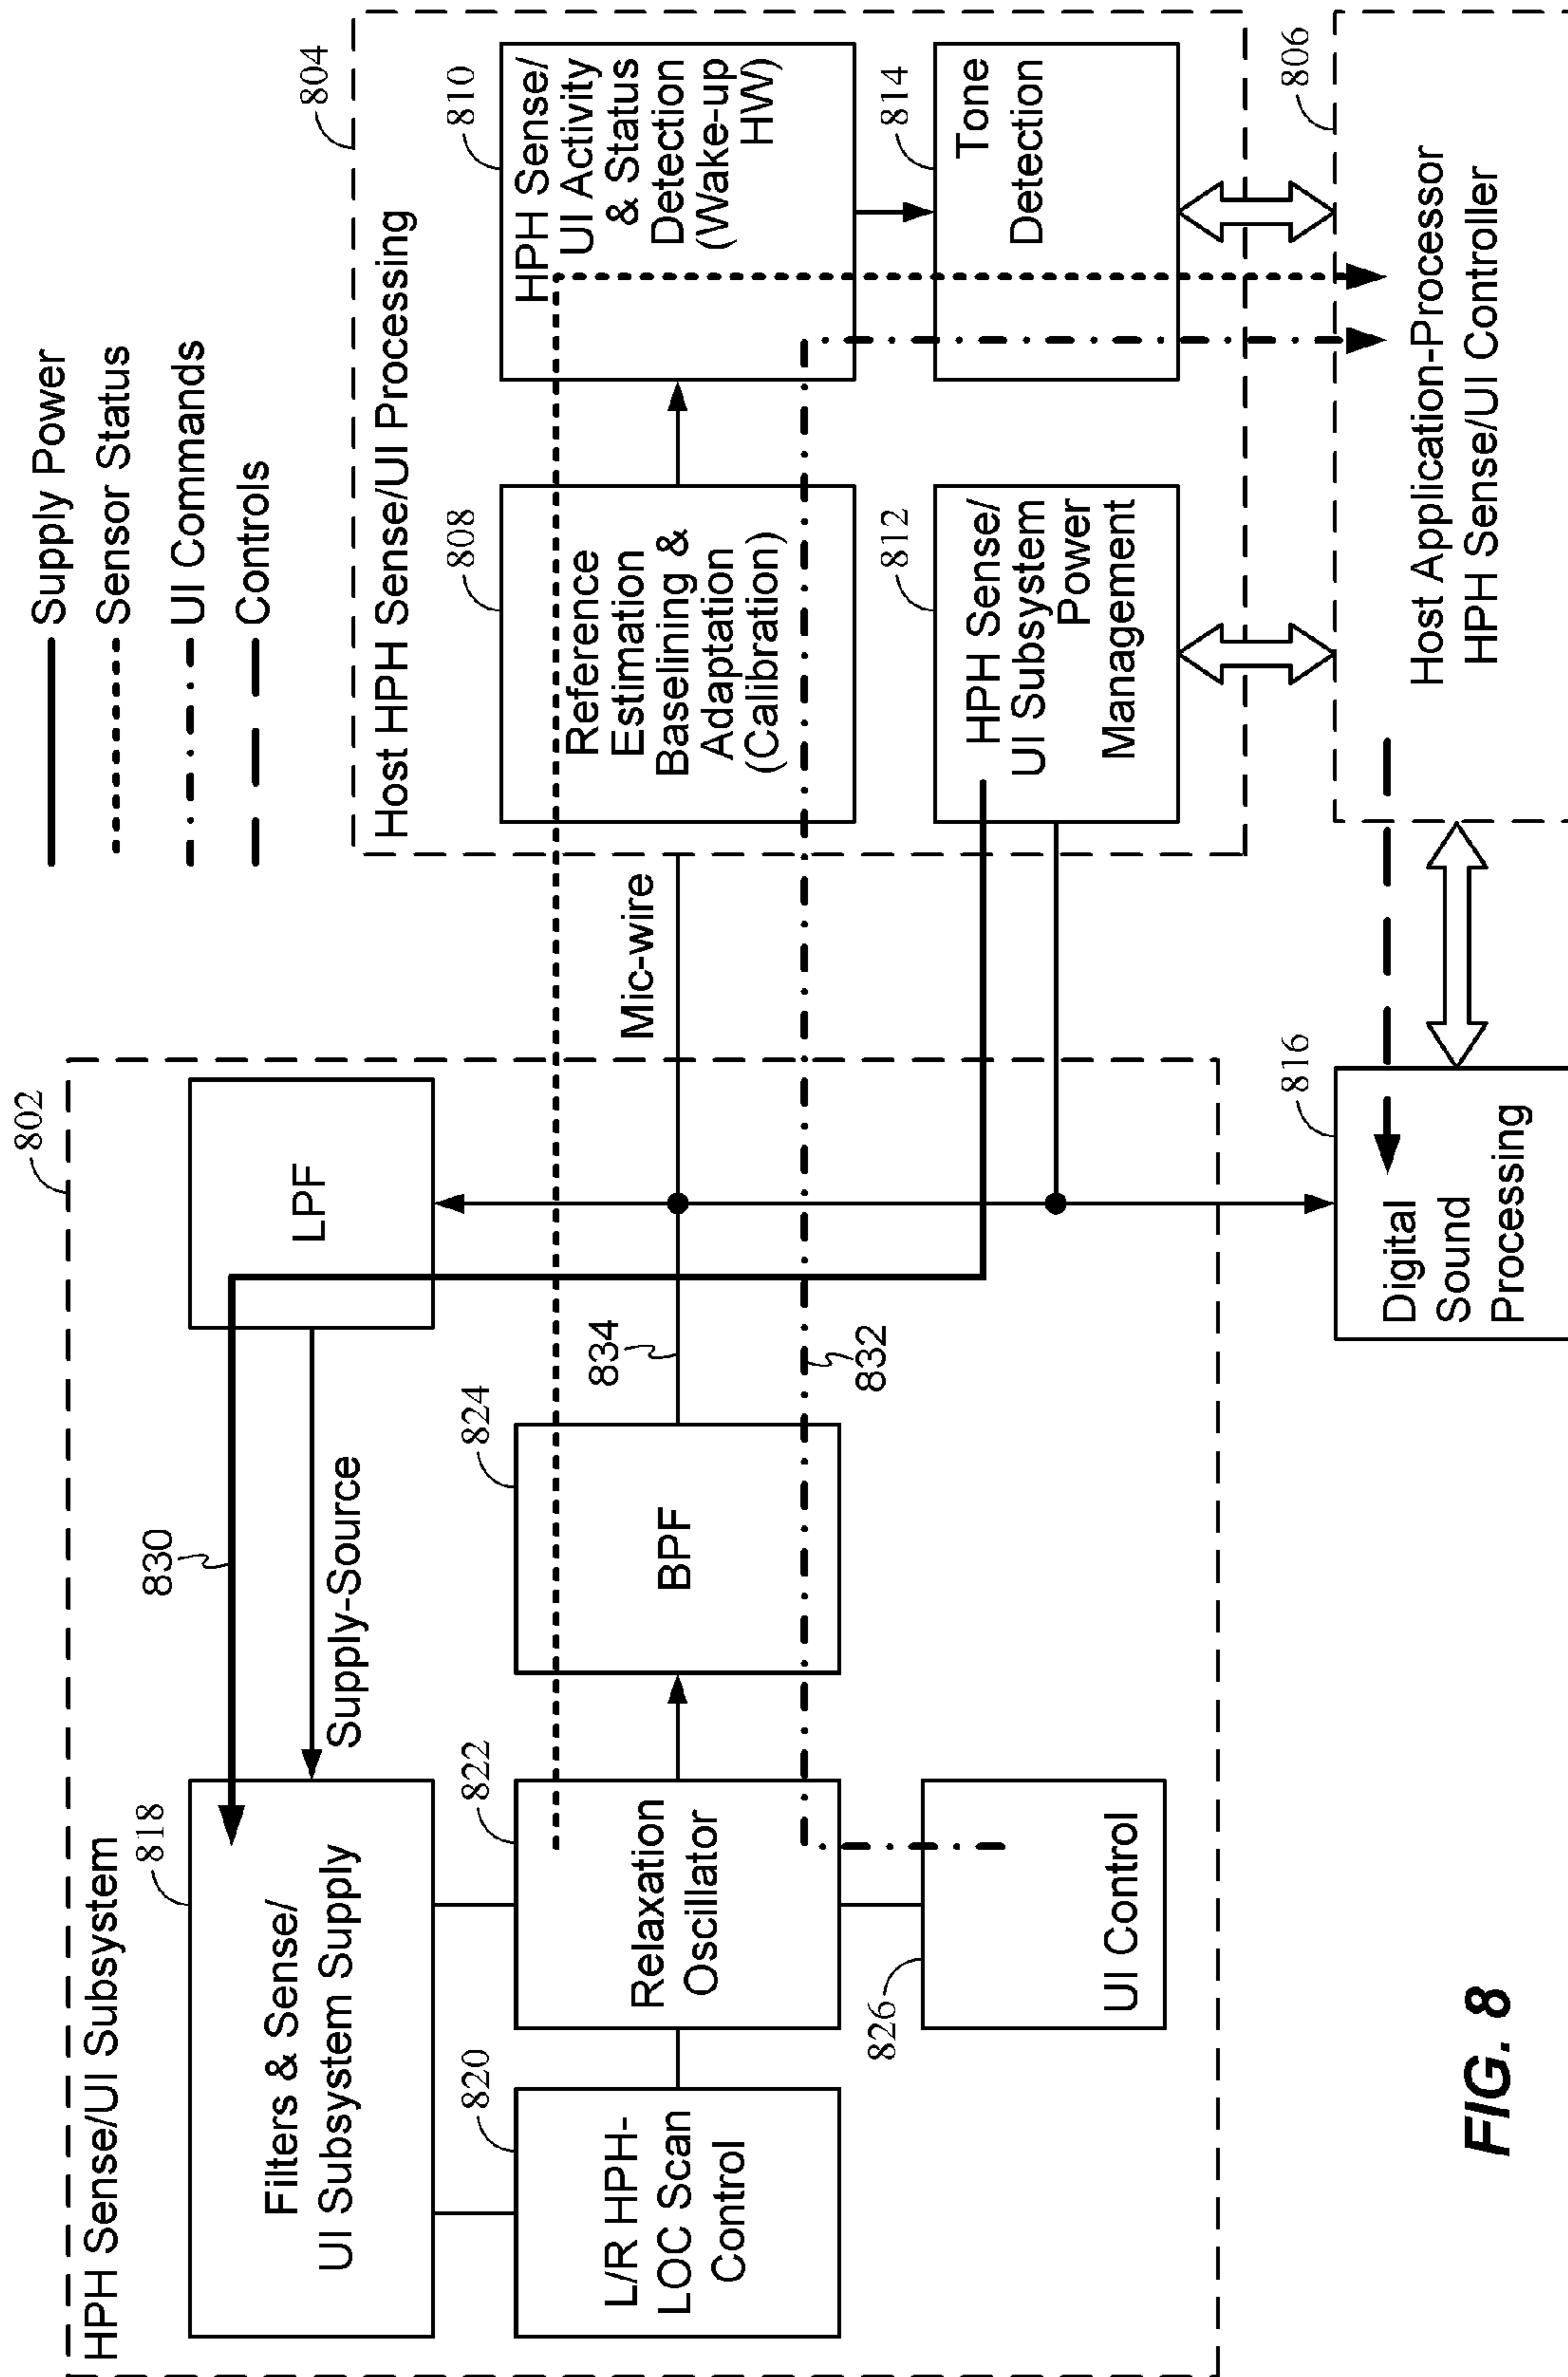 Supply Power
Sensor Status
UI Commands
Controls
802
HPH Sense/UI Subsystem
818
Filters & Sense/
UI Subsystem Supply
830
Supply-Source
LPF
820
L/R HPH-
LOC Scan
Control
822
Relaxation
Oscillator
824
BPF
834
832
826
UI Control
Mic-wire
804
Host HPH Sense/UI Processing
808
Reference
Estimation
Baselining &
Adaptation
(Calibration)
810
HPH Sense/
UI Activity
& Status
Detection
(Wake-up
HW)
812
HPH Sense/
UI Subsystem
Power
Management
814
Tone
Detection
816
Digital
Sound
Processing
806
Host Application-Processor
HPH Sense/UI Controller
FIG. 8